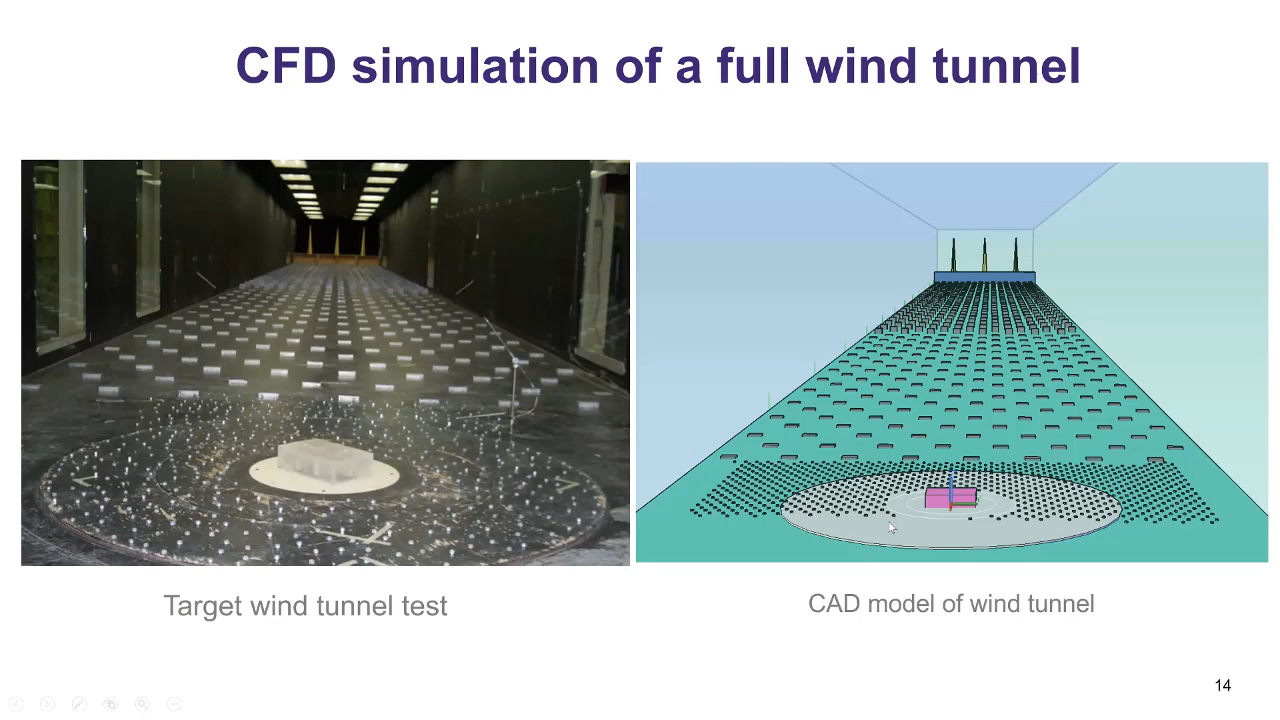 CFD simulation of a full wind tunnel
Target wind tunnel test
CAD model of wind tunnel
14